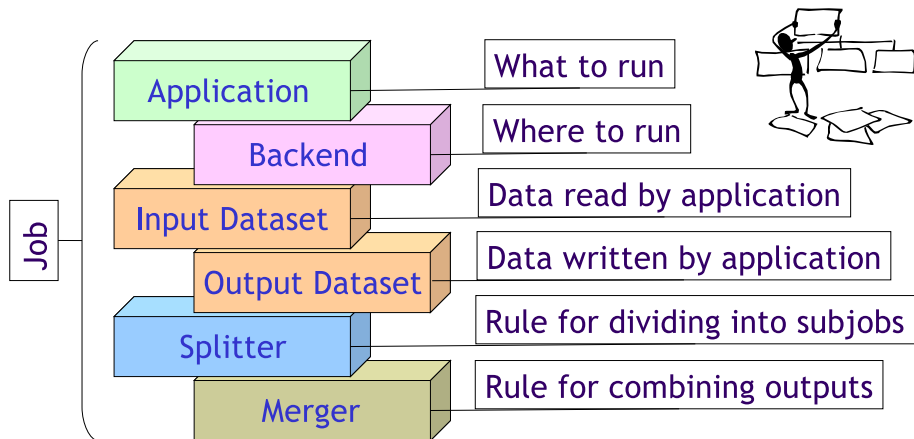 Job
Application
What to run
Backend
Where to run
Input Dataset
Data read by application
Output Dataset
Data written by application
Splitter
Rule for dividing into subjobs
Merger
Rule for combining outputs